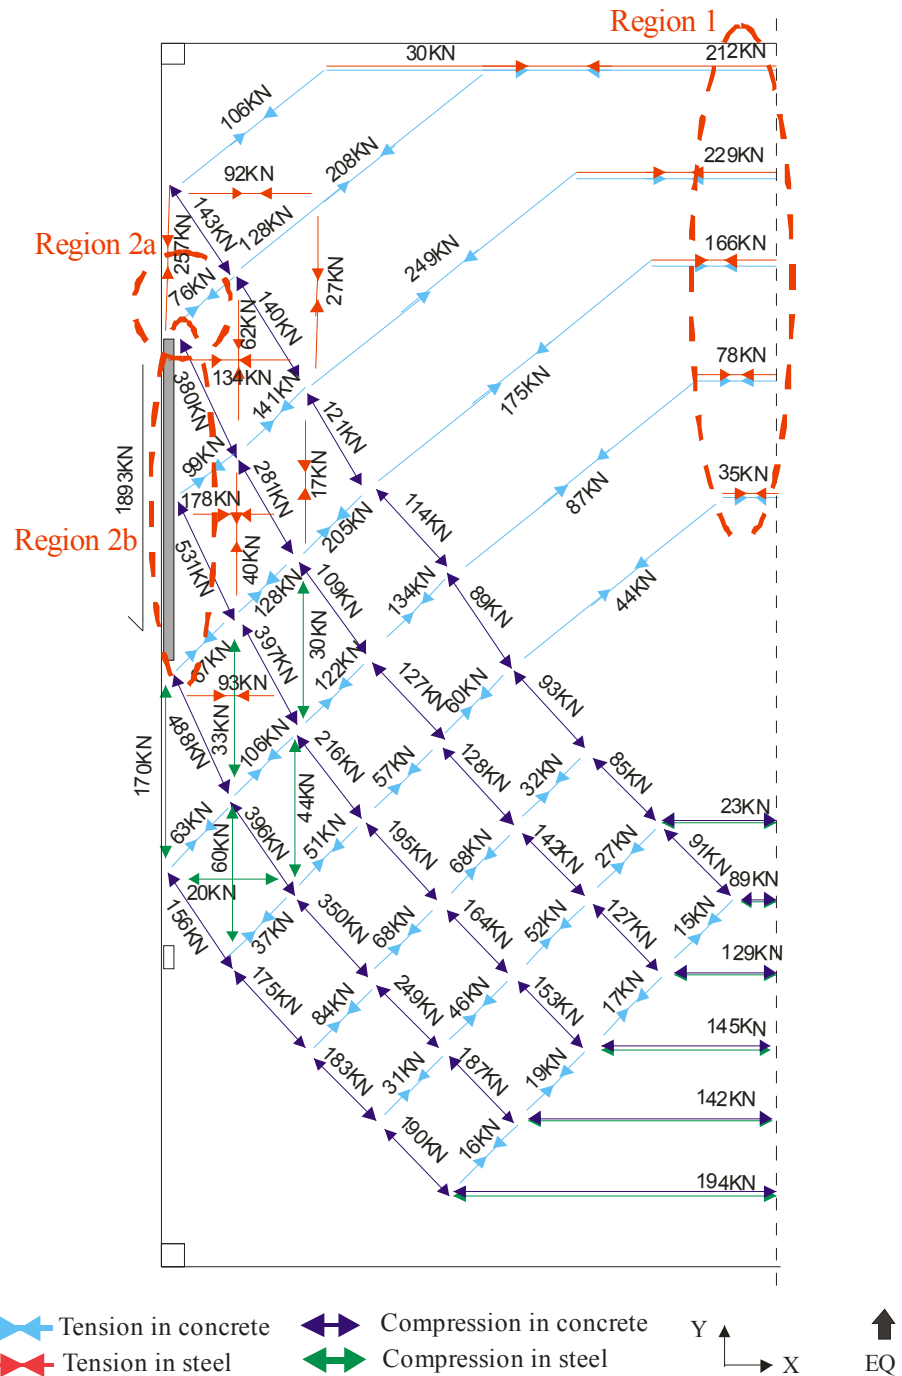 Region 1
30KN
212KN
106KN
208KN
229KN
92KN
143KN
128KN
Region 2a
257KN
249KN
166KN
76KN
140KN
27KN
62KN
134KN
78KN
380KN
141KN
175KN
121KN
99KN
281KN
17KN
35KN
1893KN
178KN
205KN
114KN
87KN
Region 2b
531KN
40KN
128KN
109KN
134KN
89KN
44KN
67KN
397KN
30KN
122KN
93KN
127KN
60KN
93KN
488KN
33KN
106KN
170KN
216KN
57KN
128KN
32KN
85KN
44KN
23KN
63KN
60KN
396KN
51KN
195KN
68KN
142KN
27KN
91KN
20KN
89KN
156KN
37KN
350KN
68KN
164KN
52KN
127KN
15KN
129KN
175KN
84KN
249KN
46KN
153KN
17KN
145KN
183KN
31KN
187KN
19KN
142KN
190KN
16KN
194KN
Tension in concrete
Compression in concrete
Y
Tension in steel
Compression in steel
X
EQ